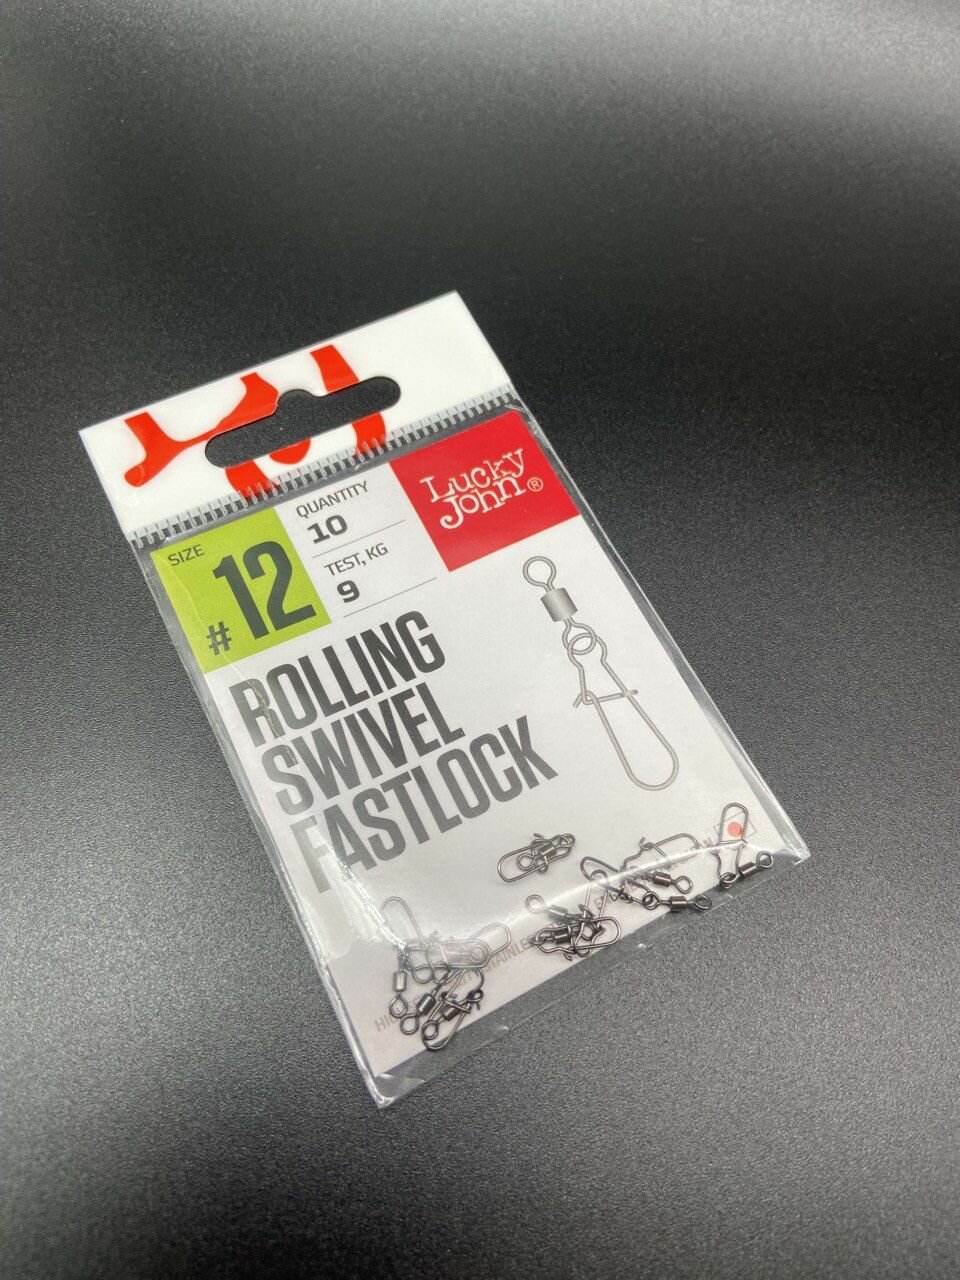 SIZE
#12
QUANTITY
10
TEST, KG
9
Lucky
John®
ROLLING
SWIVEL
FASTLOCK